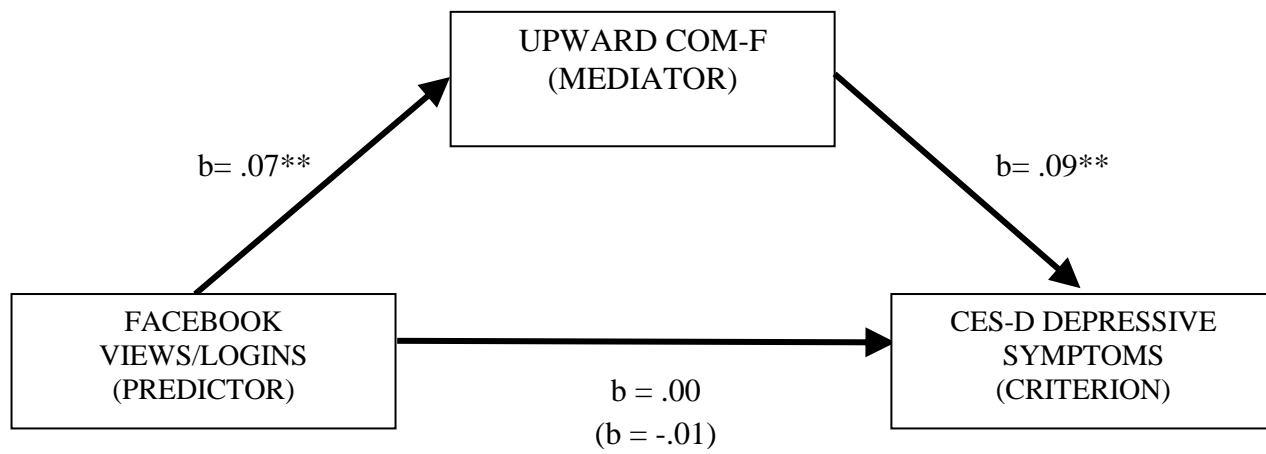 UPWARD COM-F
(MEDIATOR)
b= .07**
b= .09**
FACEBOOK
VIEWS/LOGINS
(PREDICTOR)
CES-D DEPRESSIVE
SYMPTOMS
(CRITERION)
b = .00
(b = -.01)